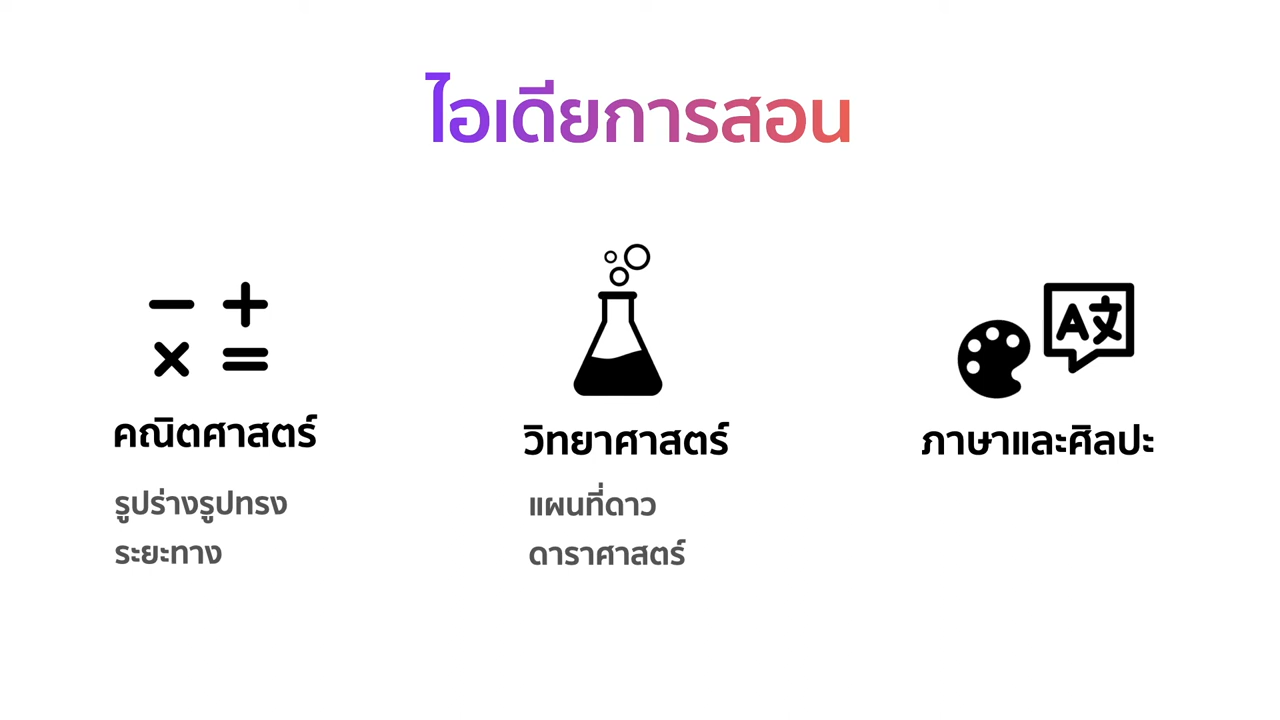 ไอเดียการสอน
คณิตศาสตร์
รูปร่างรูปทรง
ระยะทาง
วิทยาศาสตร์
แผนที่ดาว
ดาราศาสตร์
A文
ภาษาและศิลปะ